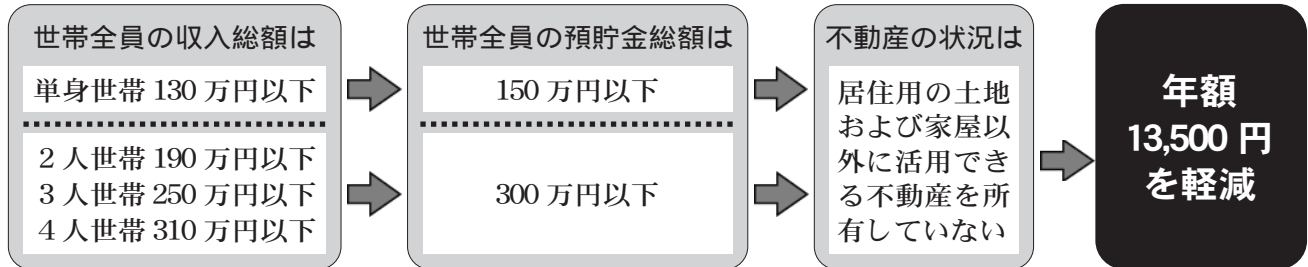 世帯全員の収入総額は
単身世帯 130 万円以下
2 人世帯 190 万円以下
3 人世帯 250 万円以下
4 人世帯 310 万円以下
世帯全員の預貯金総額は
150 万円以下
300 万円以下
不動産の状況は
居住用の土地
および家屋以
外に活用でき
る不動産を所
有していない
年額
13,500 円
を軽減